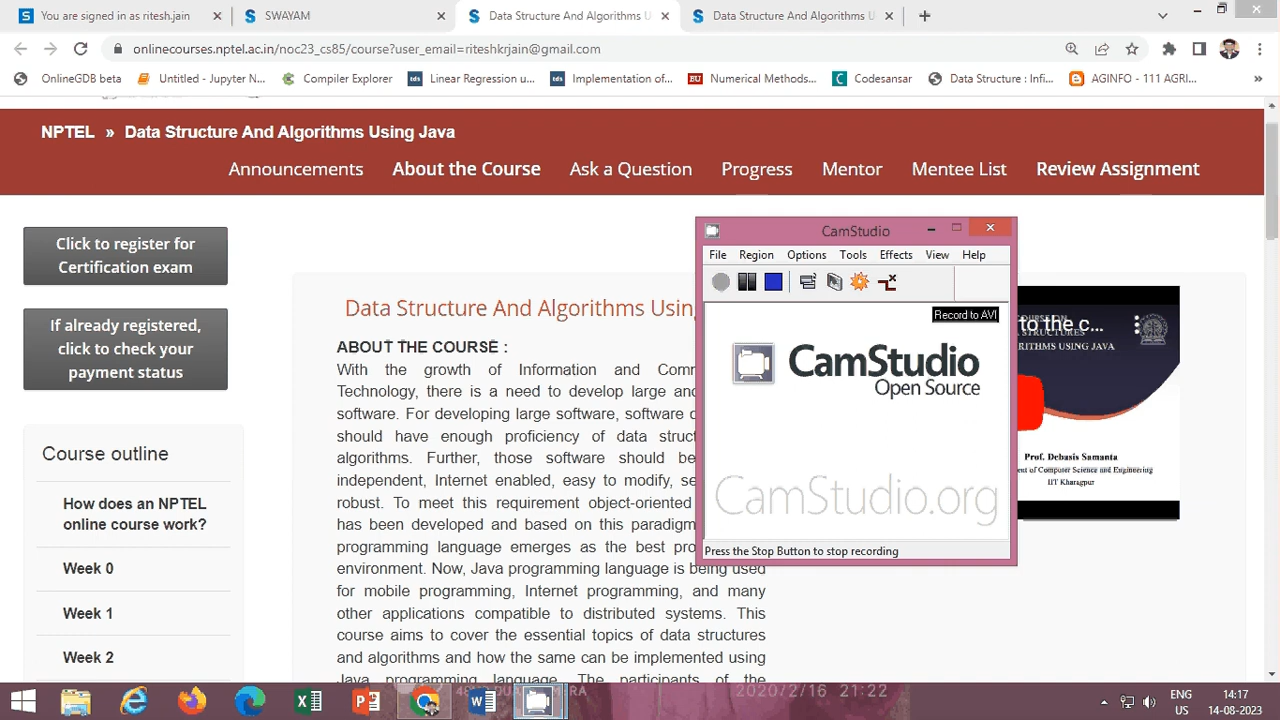 You are signed in as ritesh.jain
SWAYAM
Data Structure And Algorithms U
Data Structure And Algorithms U
onlinecourses.nptel.ac.in/noc23_cs85/course?user_email=riteshkrjain@gmail.com
OnlineGDB beta
Untitled - Jupyter N...
Compiler Explorer
Linear Regression u...
Implementation of...
Numerical Methods...
Codesansar
Data Structure : Infi...
AGINFO - 111 AGRI...
»
NPTEL » Data Structure And Algorithms Using Java
Announcements About the Course Ask a Question Progress Mentor Mentee List Review Assignment
Click to register for
Certification exam
If already registered,
click to check your
payment status
Course outline
How does an NPTEL
online course work?
Week 0
Week 1
Week 2
Data Structure And Algorithms Using
ABOUT THE COURSE :
With the growth of Information and Comm
Technology, there is a need to develop large and
software. For developing large software, software d
should have enough proficiency of data struct
algorithms. Further, those software should be
independent, Internet enabled, easy to modify, se
robust. To meet this requirement object-oriented
has been developed and based on this paradigm
programming language emerges as the best pro
environment. Now, Java programming language is being used
for mobile programming, Internet programming, and many
other applications compatible to distributed systems. This
course aims to cover the essential topics of data structures
and algorithms and how the same can be implemented using
Java programming language. The participants of the
CamStudio
File Region Options Tools Effects View Help
Record to AVI
CamStudio
Open Source
CamStudio.org
Press the Stop Button to stop recording
to the c...
RITHMS USING JAVA
Prof. Debasis Samanta
ent of Computer Science and Engineering
IIT Kharagpur
2020/2/16 21:22
ENG
US
14:17
14-08-2023